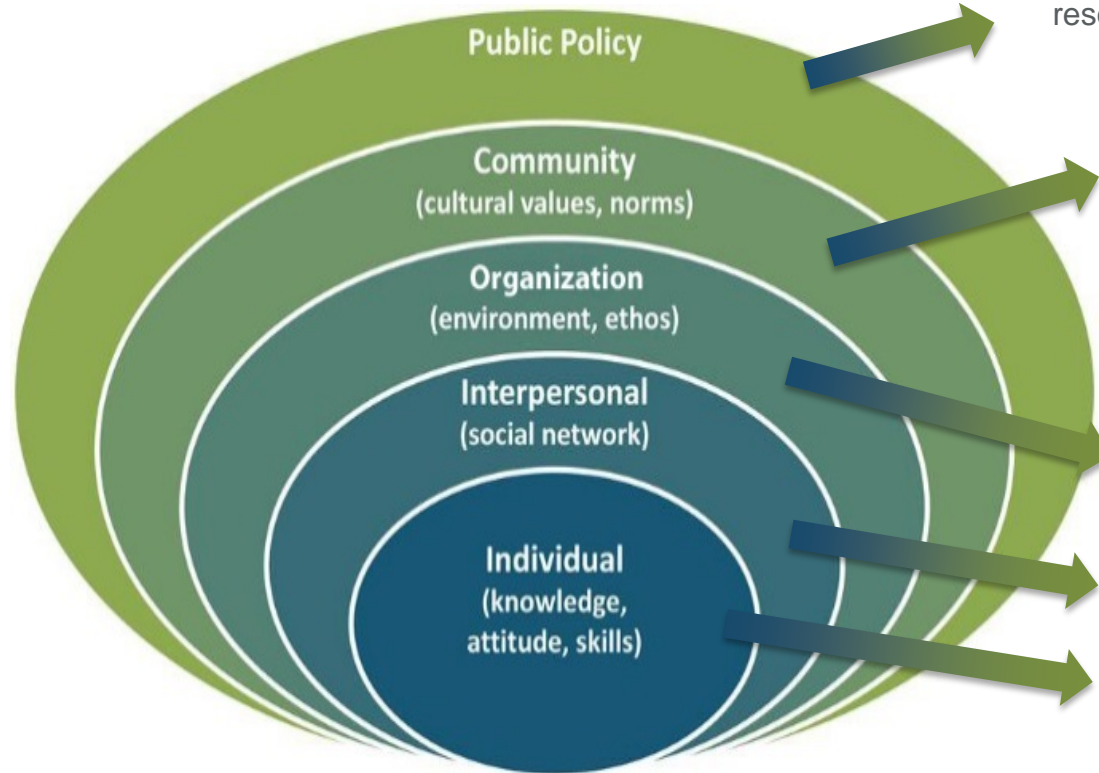 Public Policy
Community
(cultural values, norms)
Organization
(environment, ethos)
Interpersonal
(social network)
Individual
(knowledge,
attitude, skills)